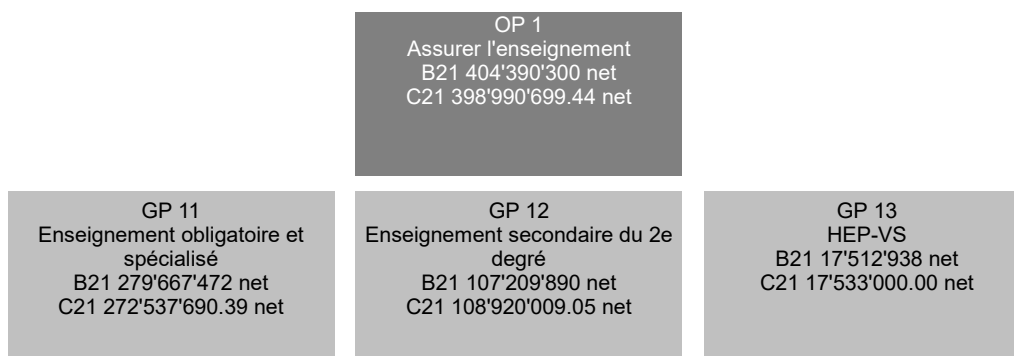 OP 1
Assurer l'enseignement
B21 404'390'300 net
C21 398'990'699.44 net
GP 11
Enseignement obligatoire et
spécialisé
B21 279'667'472 net
C21 272'537'690.39 net
GP 12
Enseignement secondaire du 2e
degré
B21 107'209'890 net
C21 108'920'009.05 net
GP 13
HEP-VS
B21 17'512'938 net
C21 17'533'000.00 net